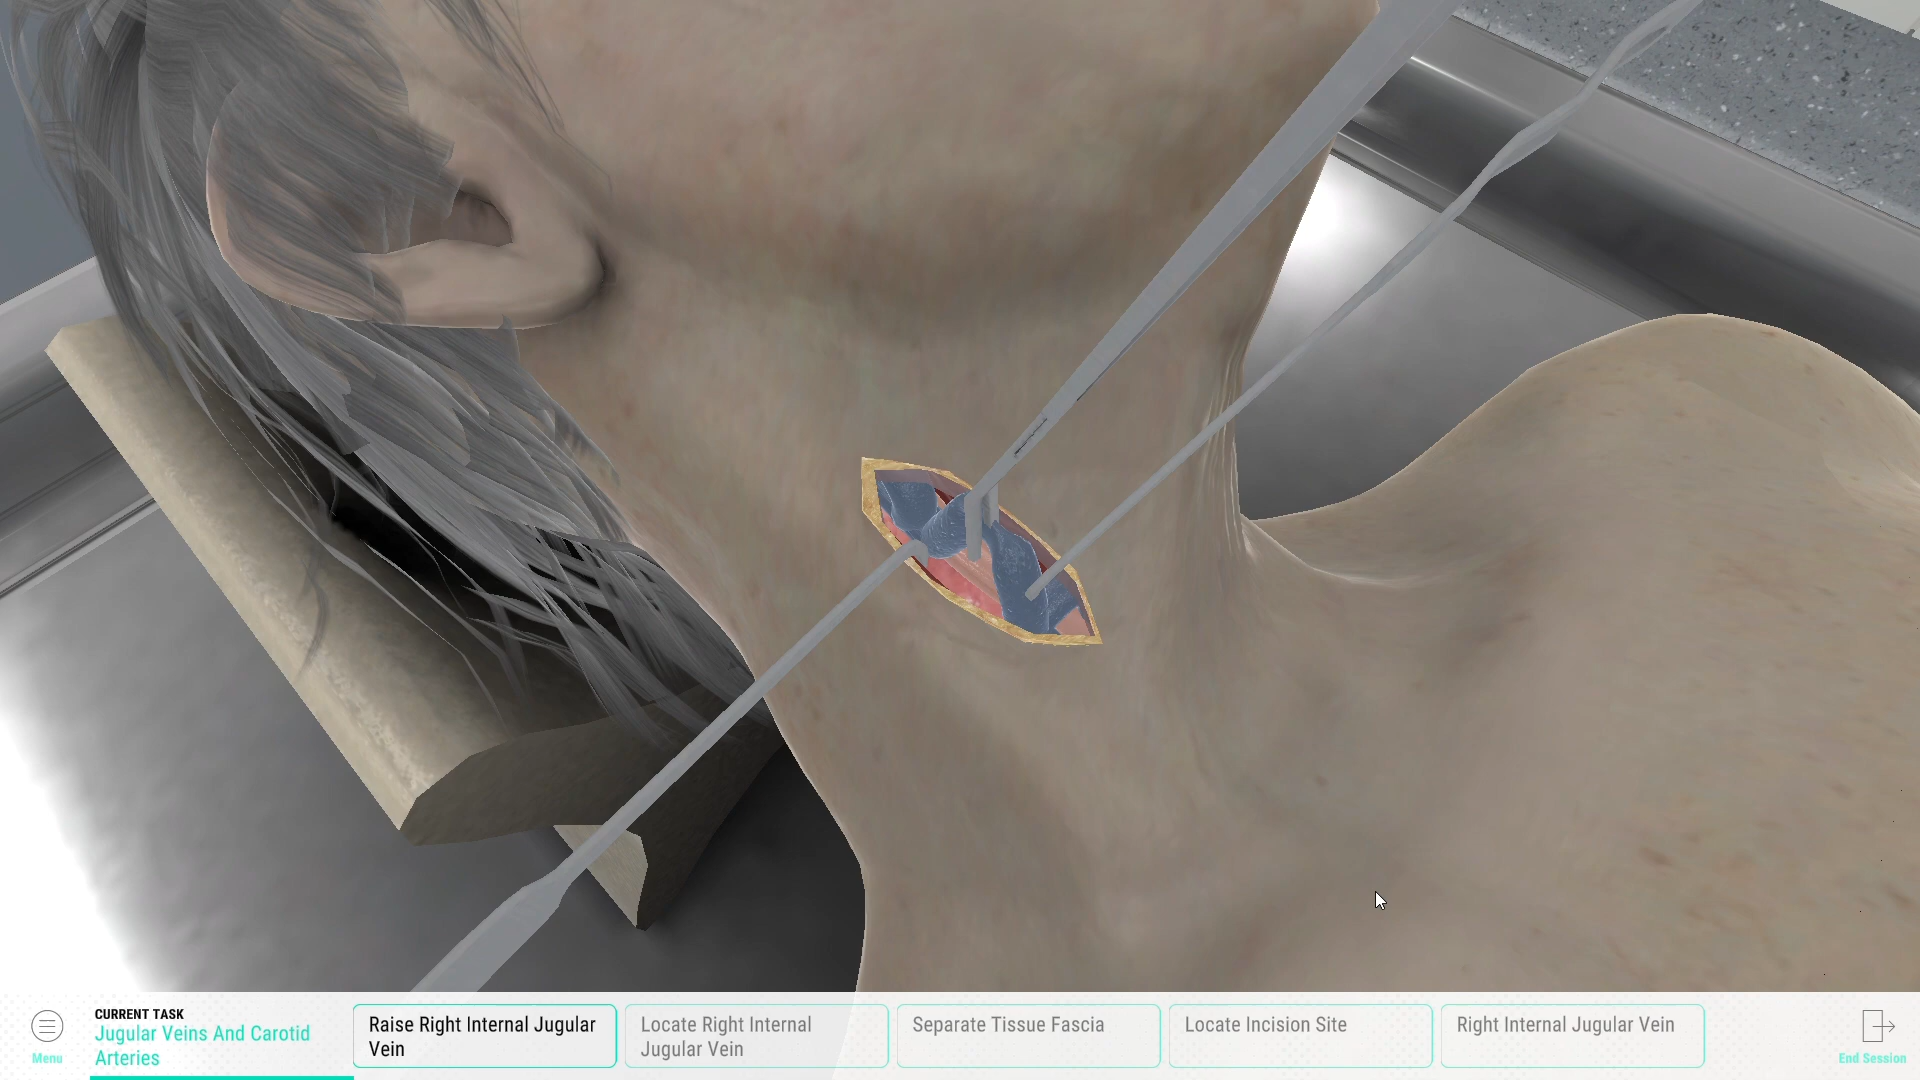 Menu
CURRENT TASK
Jugular Veins And Carotid
Arteries
Raise Right Internal Jugular
Vein
Locate Right Internal
Jugular Vein
Separate Tissue Fascia
Locate Incision Site
Right Internal Jugular Vein
End Session